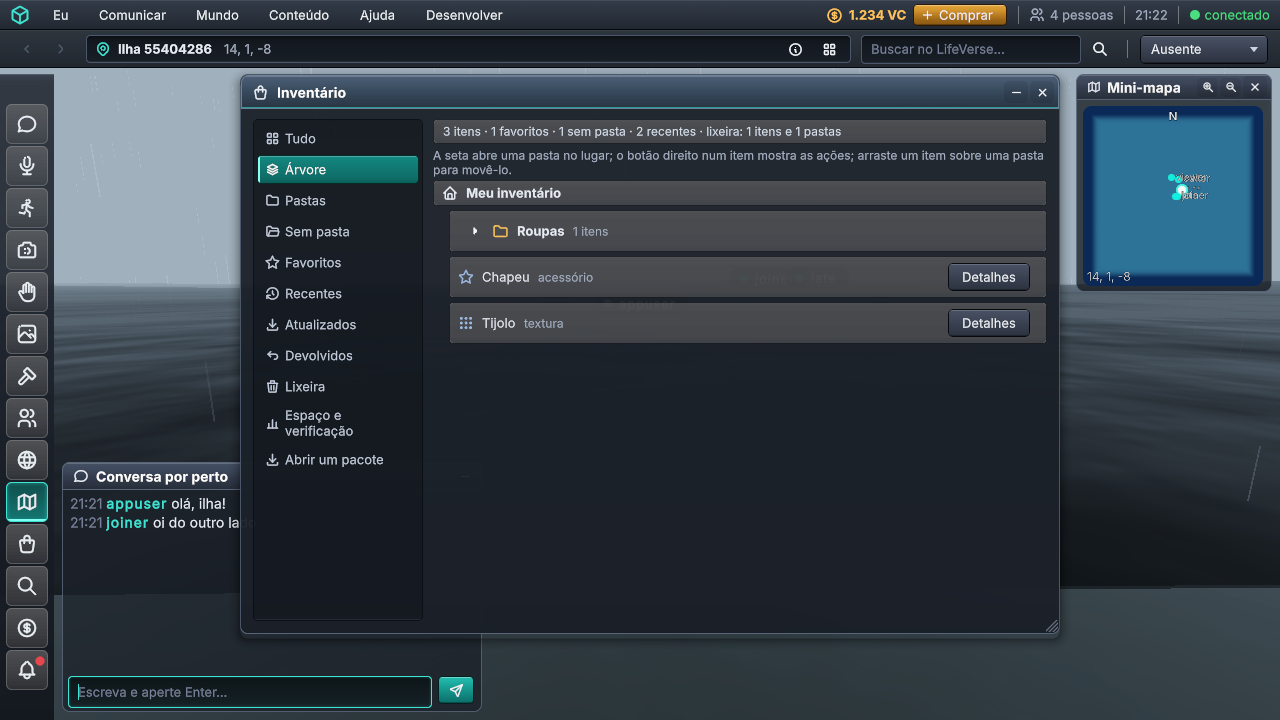 Eu Comunicar Mundo Conteúdo Ajuda Desenvolver 1.234 VC + Comprar 4 pessoas 21:22 conectado
Ilha 55404286 14, 1, -8 Buscar no LifeVerse... Ausente
Inventário
Mini-mapa
N
14, 1, -8
Tudo
Árvore
Pastas
Sem pasta
Favoritos
Recentes
Atualizados
Devolvidos
Lixeira
Espaço e
verificação
Abrir um pacote
3 itens · 1 favoritos · 1 sem pasta · 2 recentes · lixeira: 1 itens e 1 pastas
A seta abre uma pasta no lugar; o botão direito num item mostra as ações; arraste um item sobre uma pasta
para movê-lo.
Meu inventário
Roupas 1 itens
Chapeu acessório Detalhes
Tijolo textura Detalhes
Conversa por perto
21:21 appuser olá, ilha!
21:21 joiner oi do outro lado
Escreva e aperte Enter...